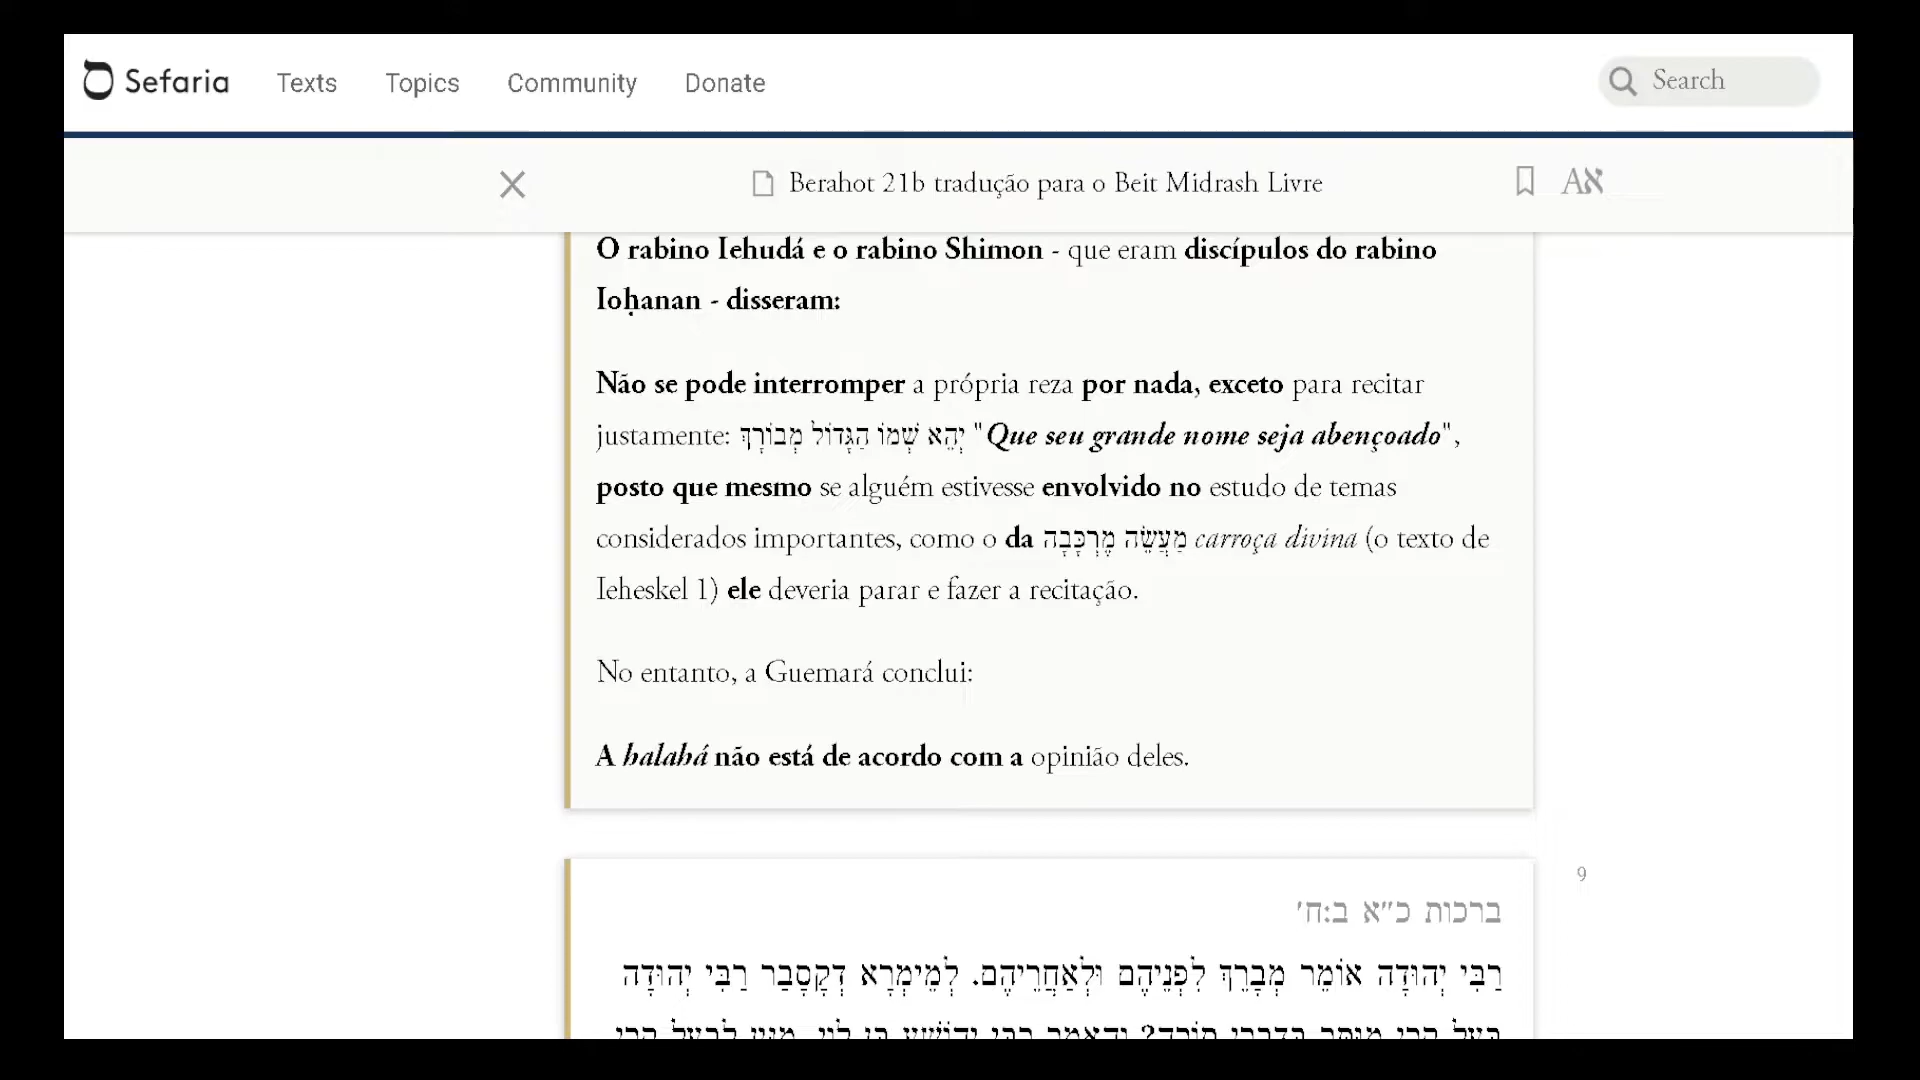 Sefaria Texts Topics Community Donate Search
Berahot 21b tradução para o Beit Midrash Livre Aא
O rabino Iehudá e o rabino Shimon - que eram discípulos do rabino
Ioḥanan - disseram:
Não se pode interromper a própria reza por nada, exceto para recitar
justamente: יְהֵא שְׁמוֹ הַגָּדוֹל מְבוֹרָךְ "Que seu grande nome seja abençoado",
posto que mesmo se alguém estivesse envolvido no estudo de temas
considerados importantes, como o da מַעֲשֵׂה מֶרְכָּבָה carroça divina (o texto de
Ieheskel 1) ele deveria parar e fazer a recitação.
No entanto, a Guemará conclui:
A halahá não está de acordo com a opinião deles.
9
ברכות כ״א ב:ח׳
רַבִּי יְהוּדָה אוֹמֵר מְבָרֵךְ לִפְנֵיהֶם וּלְאַחֲרֵיהֶם. לְמֵימְרָא דְּקָסָבַר רַבִּי יְהוּדָה
בַּעַל קֶרִי מוּתָּר בְּדִבְרֵי תוֹרָה? וְהָאָמַר רַבִּי יְהוֹשֻׁעַ בֶּן לֵוִי: מִנַּיִן לְבַעַל קֶרִי